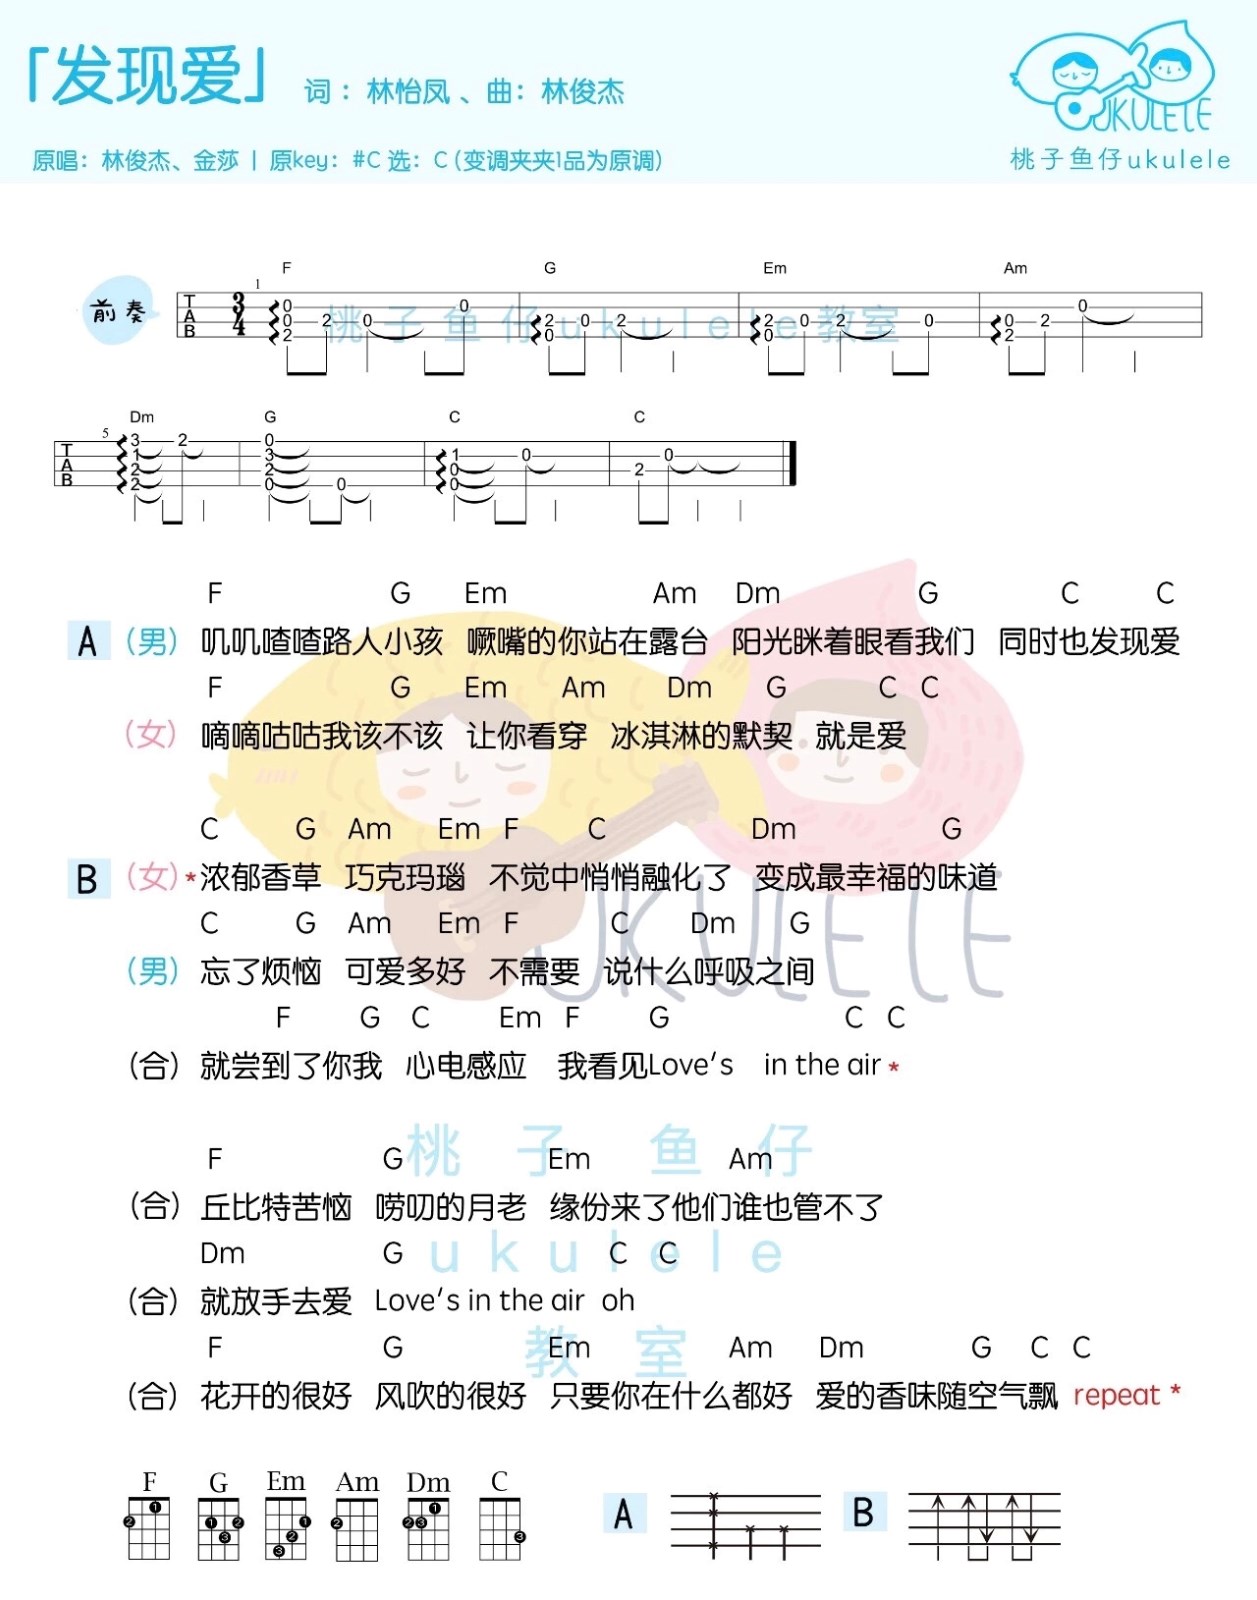 「发现爱」 词：林怡凤、曲：林俊杰
原唱：林俊杰、金莎 | 原key：#C 选：C (变调夹夹1品为原调)
UKULELE
桃子鱼仔ukulele
F G Em Am
前奏 1 T A B 3 4 0 0 2 2 0 0 2 0 0 2 2 0 2 0 2 0 0 2 2 0
桃子鱼仔ukulele教室
Dm G C C
5 T A B 3 1 2 2 2 0 3 2 0 0 1 0 0 0 2 0
F G Em Am Dm G C C
A （男）叽叽喳喳路人小孩 噘嘴的你站在露台 阳光眯着眼看我们 同时也发现爱
F G Em Am Dm G C C
（女） 嘀嘀咕咕我该不该 让你看穿 冰淇淋的默契 就是爱
C G Am Em F C Dm G
B （女）*浓郁香草 巧克玛瑙 不觉中悄悄融化了 变成最幸福的味道
C G Am Em F C Dm G
（男） 忘了烦恼 可爱多好 不需要 说什么呼吸之间
UKULELE
F G C Em F G C C
（合）就尝到了你我 心电感应 我看见Love's in the air *
桃子鱼仔
F G Em Am
（合）丘比特苦恼 唠叨的月老 缘份来了他们谁也管不了
ukulele
Dm G C C
（合）就放手去爱 Love's in the air oh
教室
F G Em Am Dm G C C
（合）花开的很好 风吹的很好 只要你在什么都好 爱的香味随空气飘 repeat *
F G Em Am Dm C
2 1 1 3 2 3 2 1 2 2 3 1 3
A B